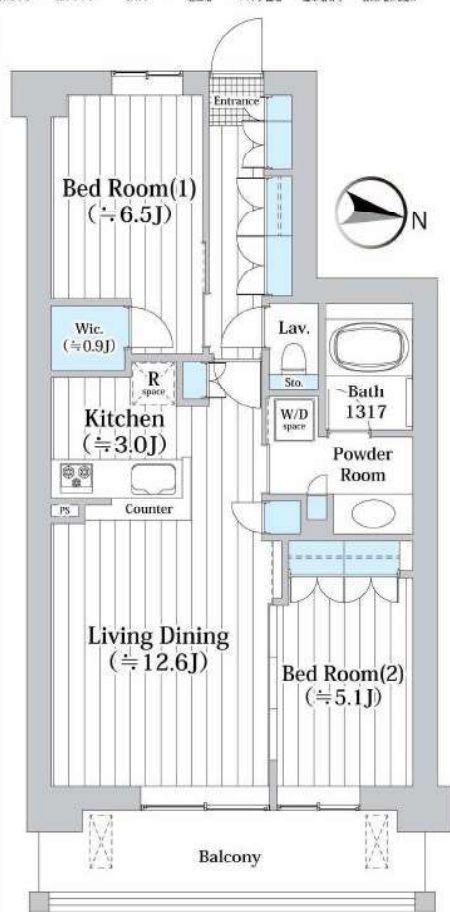 Entrance
Bed Room(1)
(≒6.5J)
N
Wic.
(≒0.9J)
Lav.
Sto.
R
space
W/D
space
Bath
1317
Kitchen
(≒3.0J)
Powder
Room
PS
Counter
Living Dining
(≒12.6J)
Bed Room(2)
(≒5.1J)
Balcony